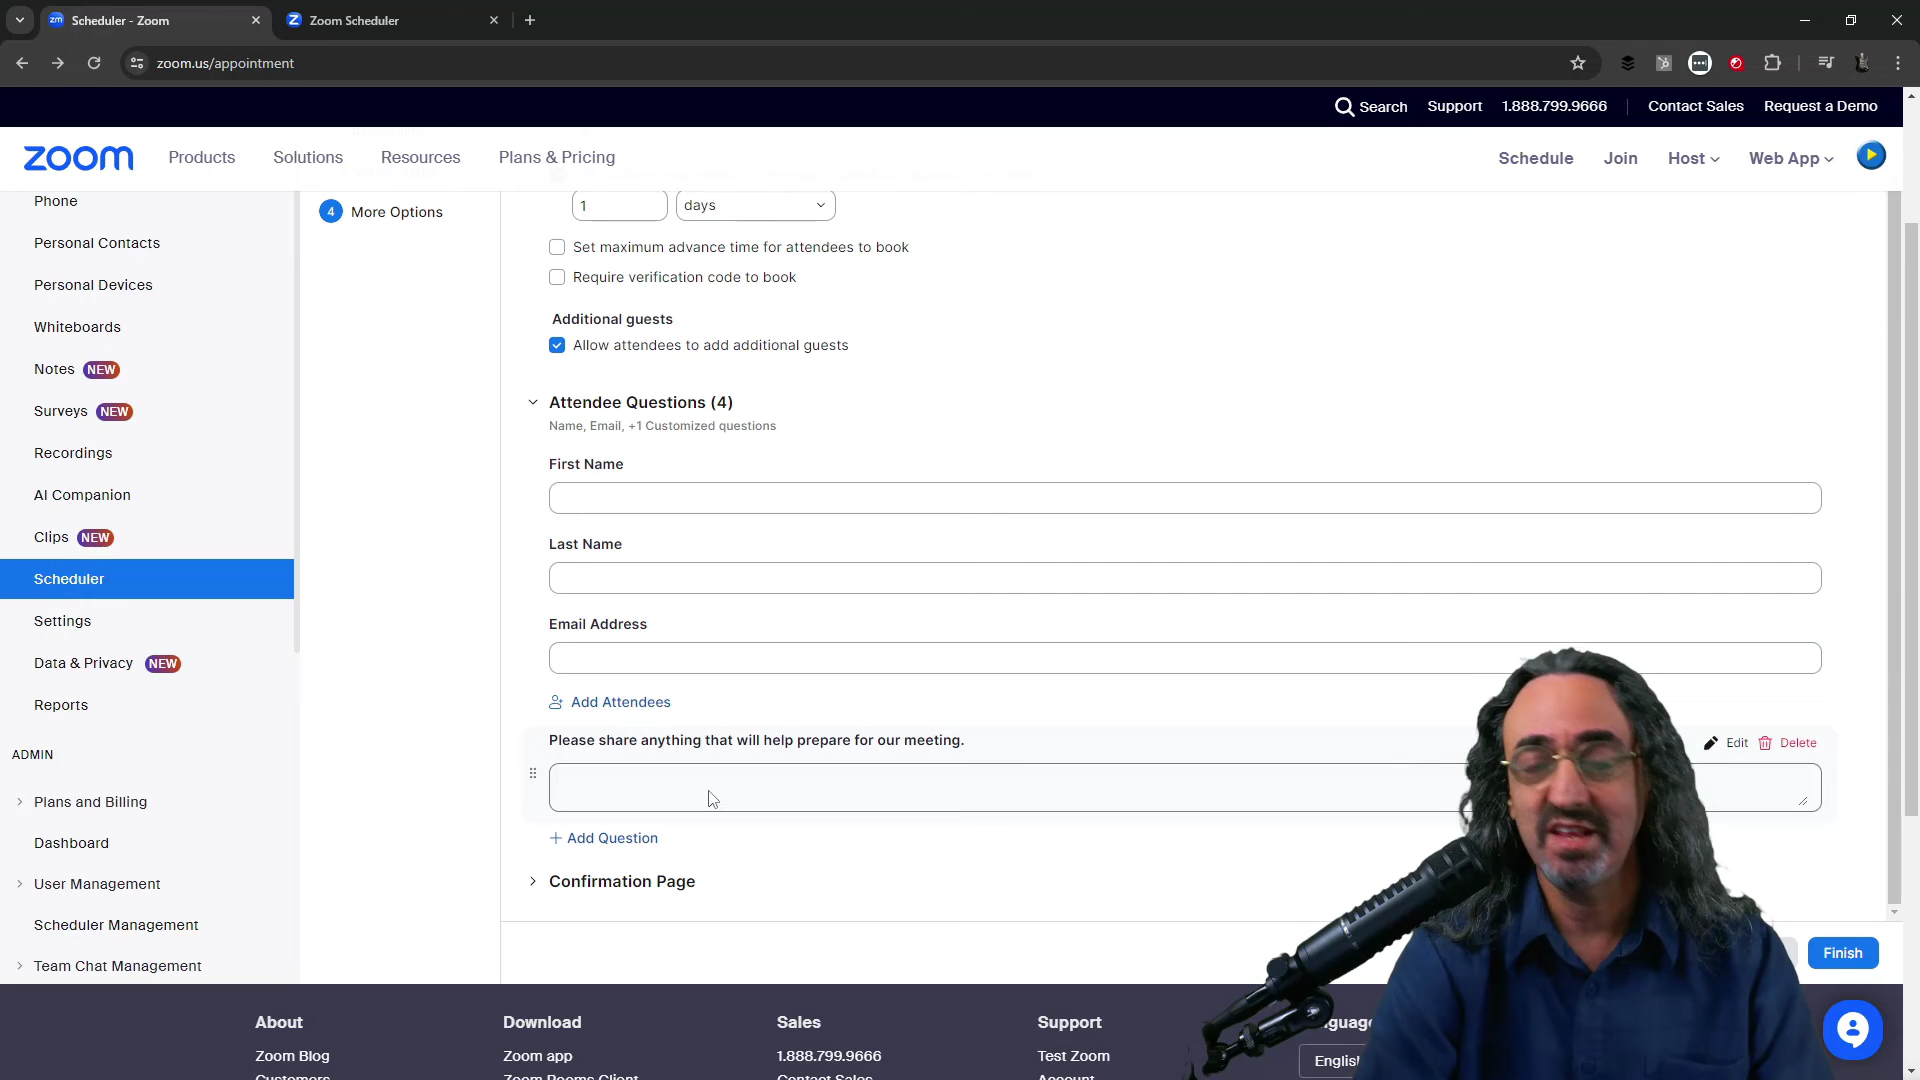 Scheduler - Zoom
Zoom Scheduler
zoom.us/appointment
Search
Support
1.888.799.9666
Contact Sales
Request a Demo
zoom
Products
Solutions
Resources
Plans & Pricing
Schedule
Join
Host
Web App
Phone
Personal Contacts
Personal Devices
Whiteboards
Notes NEW
Surveys NEW
Recordings
AI Companion
Clips NEW
Scheduler
Settings
Data & Privacy NEW
Reports
ADMIN
Plans and Billing
Dashboard
User Management
Scheduler Management
Team Chat Management
4 More Options
1 days
Set maximum advance time for attendees to book
Require verification code to book
Additional guests
Allow attendees to add additional guests
Attendee Questions (4)
Name, Email, +1 Customized questions
First Name
Last Name
Email Address
Add Attendees
Please share anything that will help prepare for our meeting.
Edit Delete
+ Add Question
Confirmation Page
Finish
About
Zoom Blog
Customers
Download
Zoom app
Zoom Rooms Client
Sales
1.888.799.9666
Contact Sales
Support
Test Zoom
Account